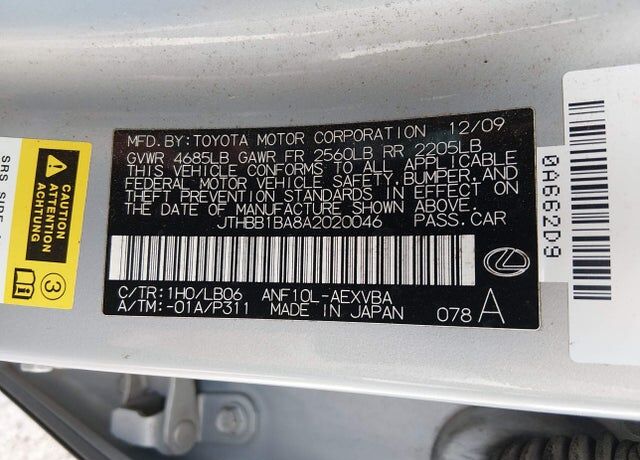 MFD. BY: TOYOTA MOTOR CORPORATION 12/09
GVWR 4685LB GAWR FR 2560LB RR 2205LB
THIS VEHICLE CONFORMS TO ALL APPLICABLE
FEDERAL MOTOR VEHICLE SAFETY, BUMPER, AND
THEFT PREVENTION STANDARDS IN EFFECT ON
THE DATE OF MANUFACTURE SHOWN ABOVE.
JTHBB1BA8A2020046 PASS. CAR
C/TR:1H0/LB06 ANF10L-AEXVBA
A/TM:-01A/P311 MADE IN JAPAN 078 A
0A662D9
CAUTION
ATTENTION
ACHTUNG
3